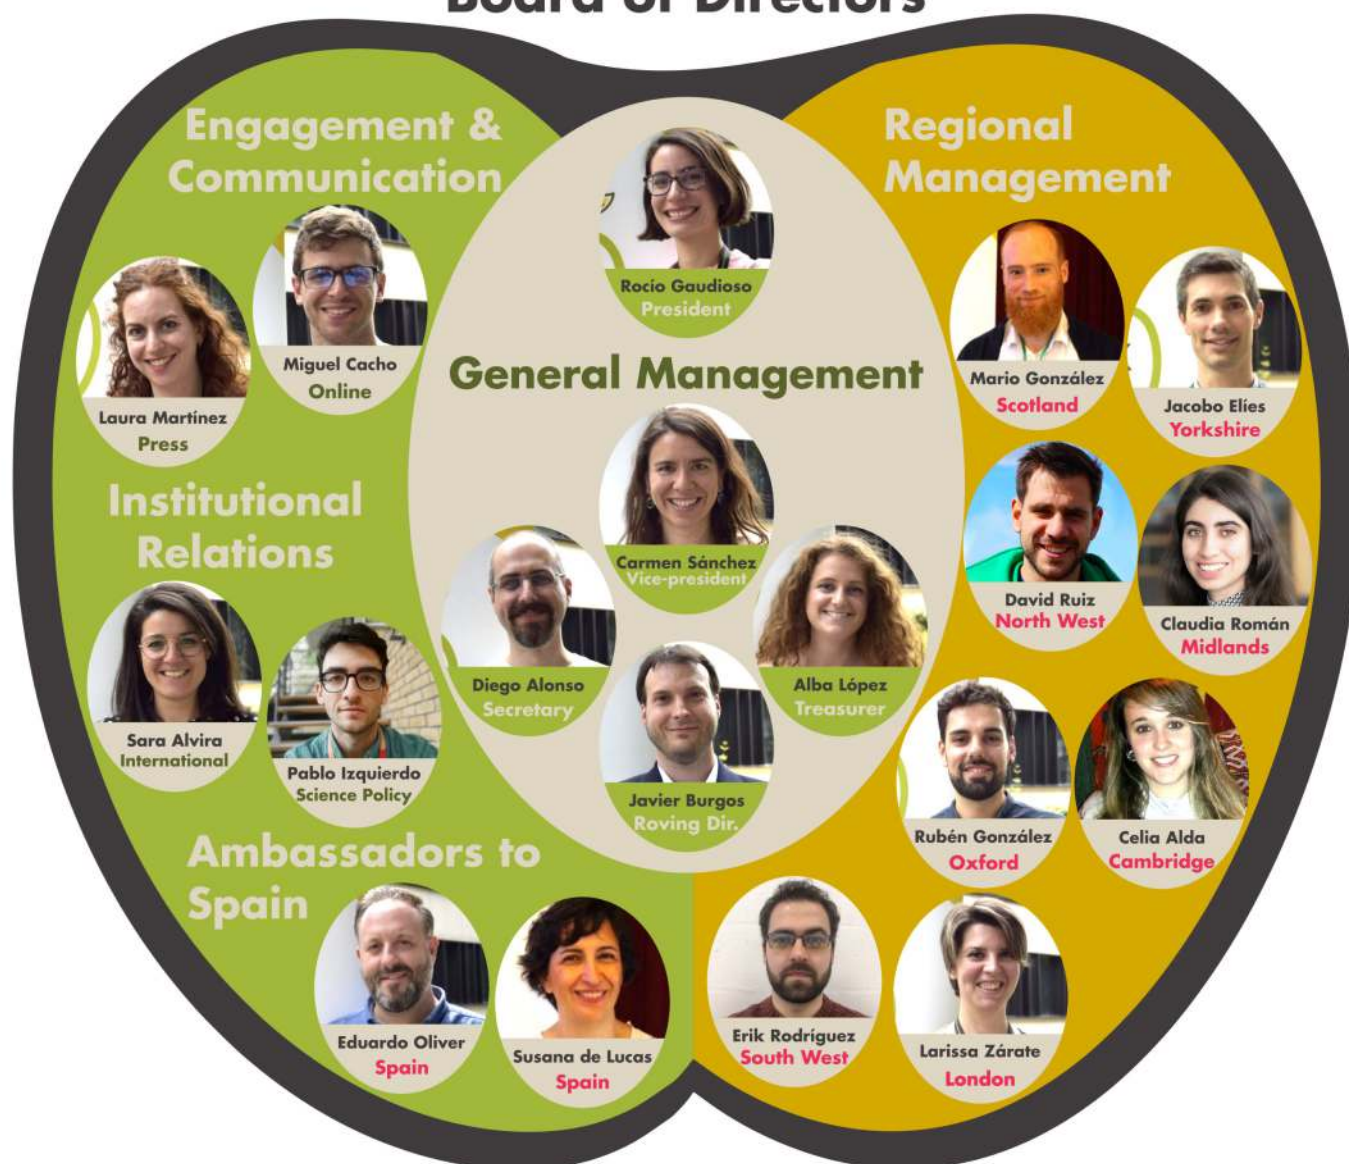 Board of Directors
Engagement &
Communication
Laura Martínez
Press
Miguel Cacho
Online
Institutional
Relations
Sara Alvira
International
Pablo Izquierdo
Science Policy
Ambassadors to
Spain
Eduardo Oliver
Spain
Susana de Lucas
Spain
Rocío Gaudioso
President
General Management
Carmen Sánchez
Vice-president
Diego Alonso
Secretary
Alba López
Treasurer
Javier Burgos
Roving Dir.
Regional
Management
Mario González
Scotland
Jacobo Elíes
Yorkshire
David Ruiz
North West
Claudia Román
Midlands
Rubén González
Oxford
Celia Alda
Cambridge
Erik Rodríguez
South West
Larissa Zárate
London